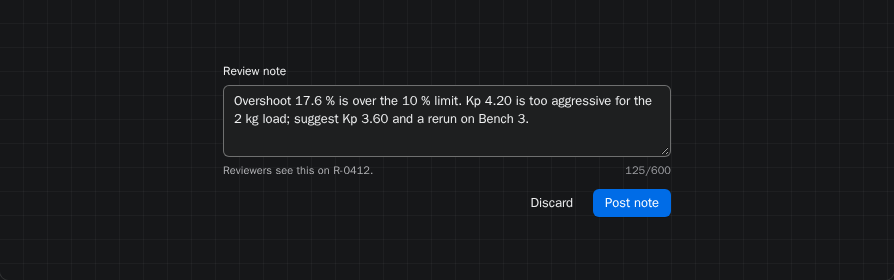 Review note
Overshoot 17.6 % is over the 10 % limit. Kp 4.20 is too aggressive for the
2 kg load; suggest Kp 3.60 and a rerun on Bench 3.
Reviewers see this on R-0412.
125/600
Discard
Post note